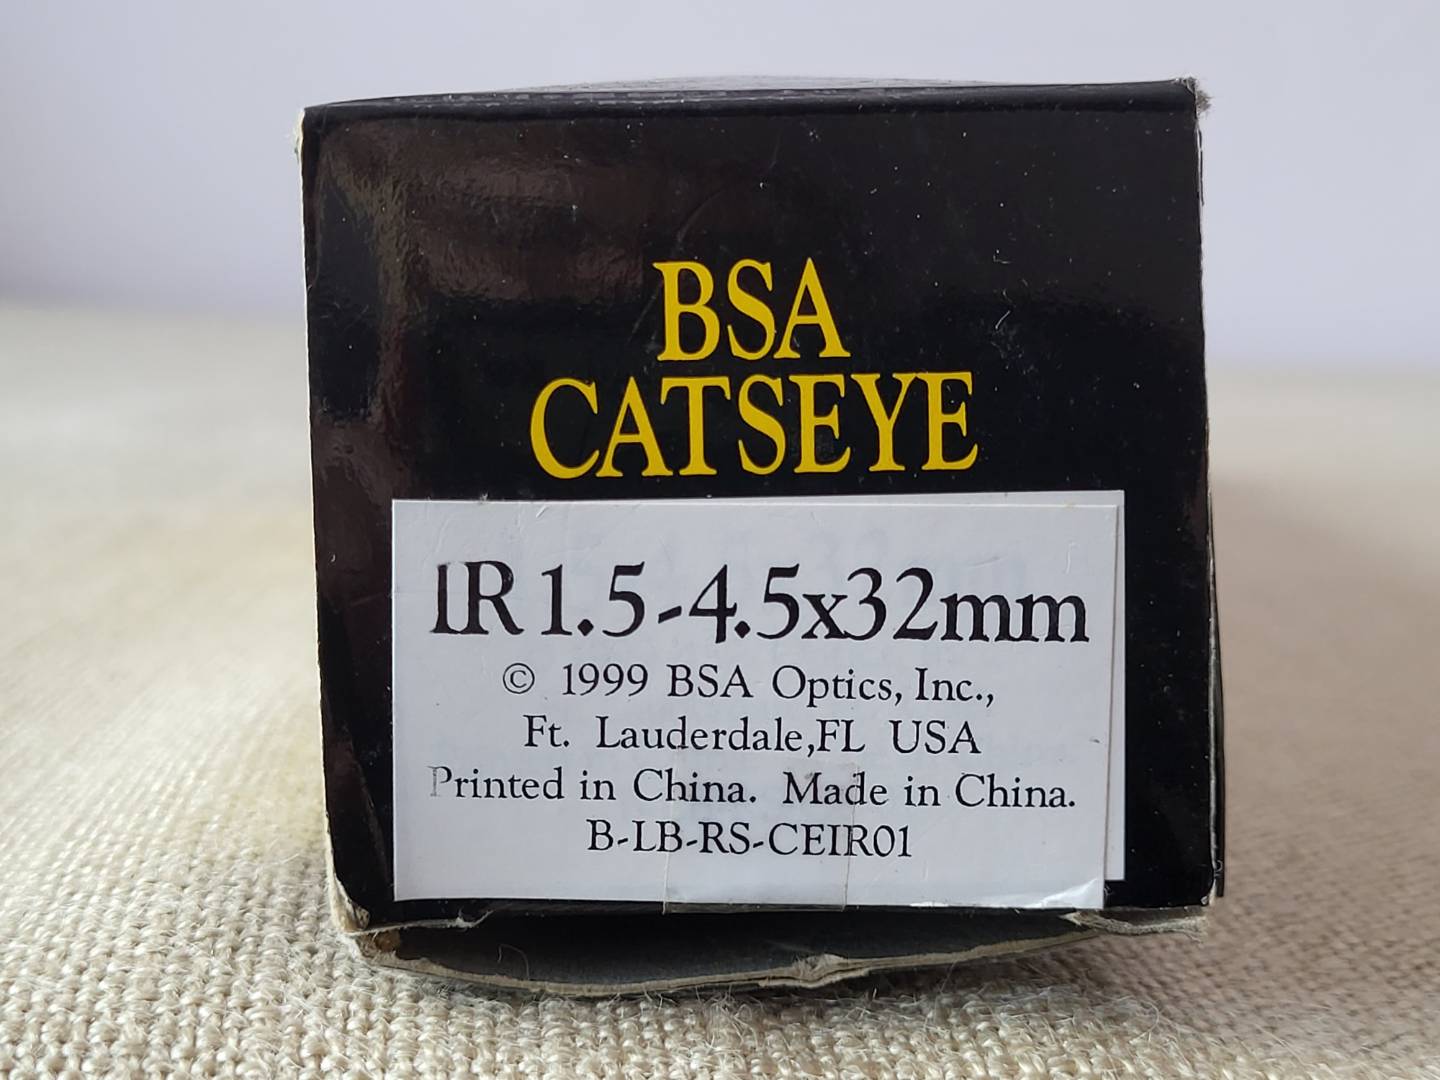 BSA
CATSEYE
IR 1.5-4.5x32mm
© 1999 BSA Optics, Inc.,
Ft. Lauderdale,FL USA
Printed in China. Made in China.
B-LB-RS-CEIR01